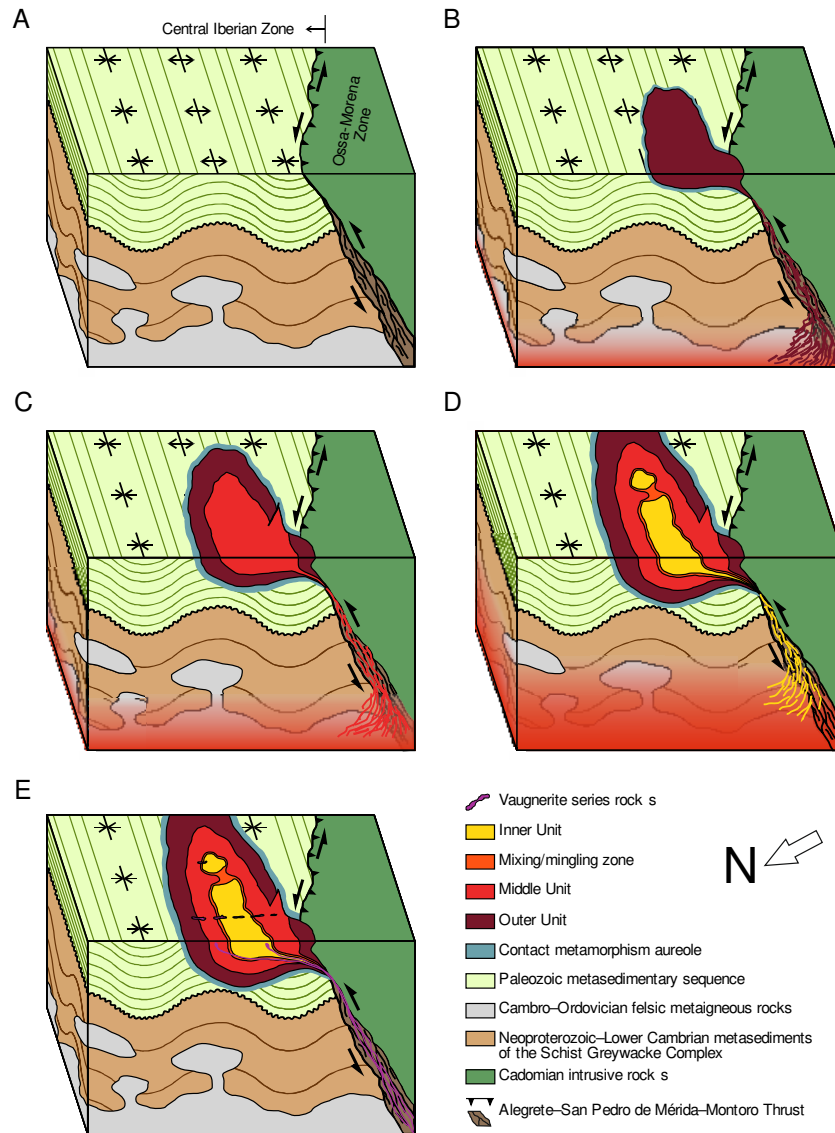 A
Central Iberian Zone
Ossa-Morena
Zone
B
C
D
E
Vaugnerite series rock s
Inner Unit
Mixing/mingling zone
Middle Unit
Outer Unit
Contact metamorphism aureole
Paleozoic metasedimentary sequence
Cambro–Ordovician felsic metaigneous rocks
Neoproterozoic–Lower Cambrian metasediments
of the Schist Greywacke Complex
Cadomian intrusive rock s
Alegrete–San Pedro de Mérida–Montoro Thrust
N